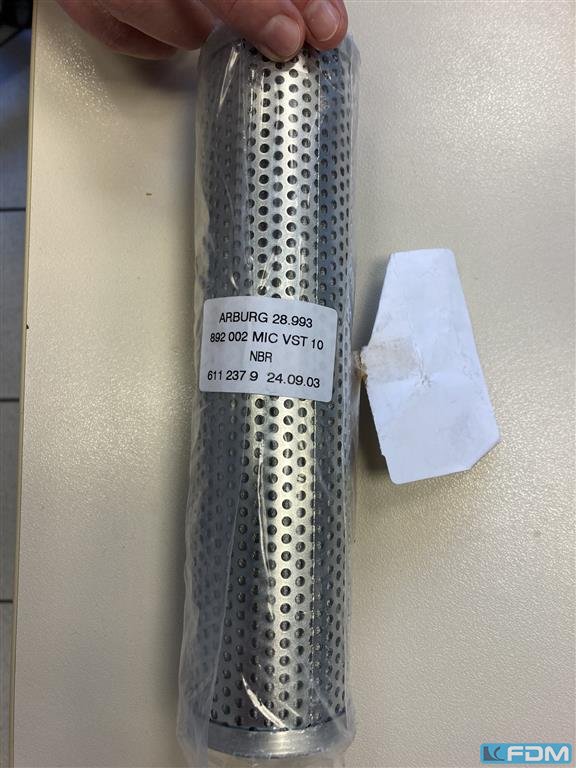 ARBURG 28.993
892 002 MIC VST 10
NBR
611 237 9 24.09.03
FDM